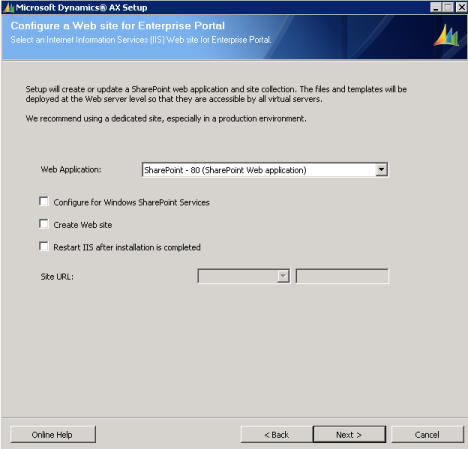 Microsoft Dynamics® AX Setup
Configure a Web site for Enterprise Portal
Select an Internet Information Services (IIS) Web site for Enterprise Portal.
Setup will create or update a SharePoint web application and site collection. The files and templates will be
deployed at the Web server level so that they are accessible by all virtual servers.
We recommend using a dedicated site, especially in a production environment.
Web Application: SharePoint - 80 (SharePoint Web application)
Configure for Windows SharePoint Services
Create Web site
Restart IIS after installation is completed
Site URL:
Online Help < Back Next > Cancel